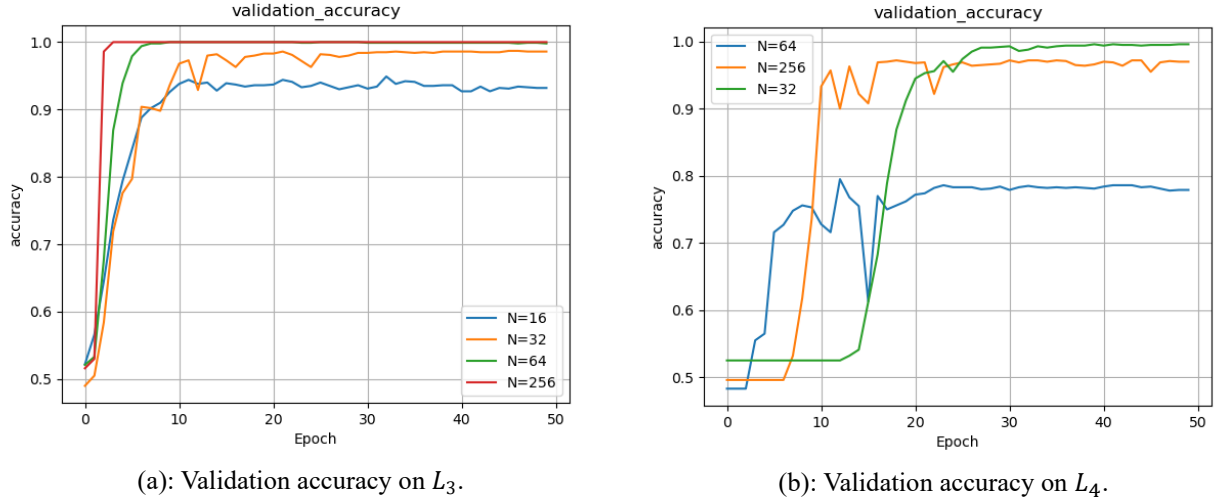 validation_accuracy
1.0
0.9
0.8
0.7
0.6
0.5
accuracy
0 10 20 30 40 50
Epoch
N=16
N=32
N=64
N=256
(a): Validation accuracy on L₃.
validation_accuracy
1.0
0.9
0.8
0.7
0.6
0.5
accuracy
0 10 20 30 40 50
Epoch
N=64
N=256
N=32
(b): Validation accuracy on L₄.